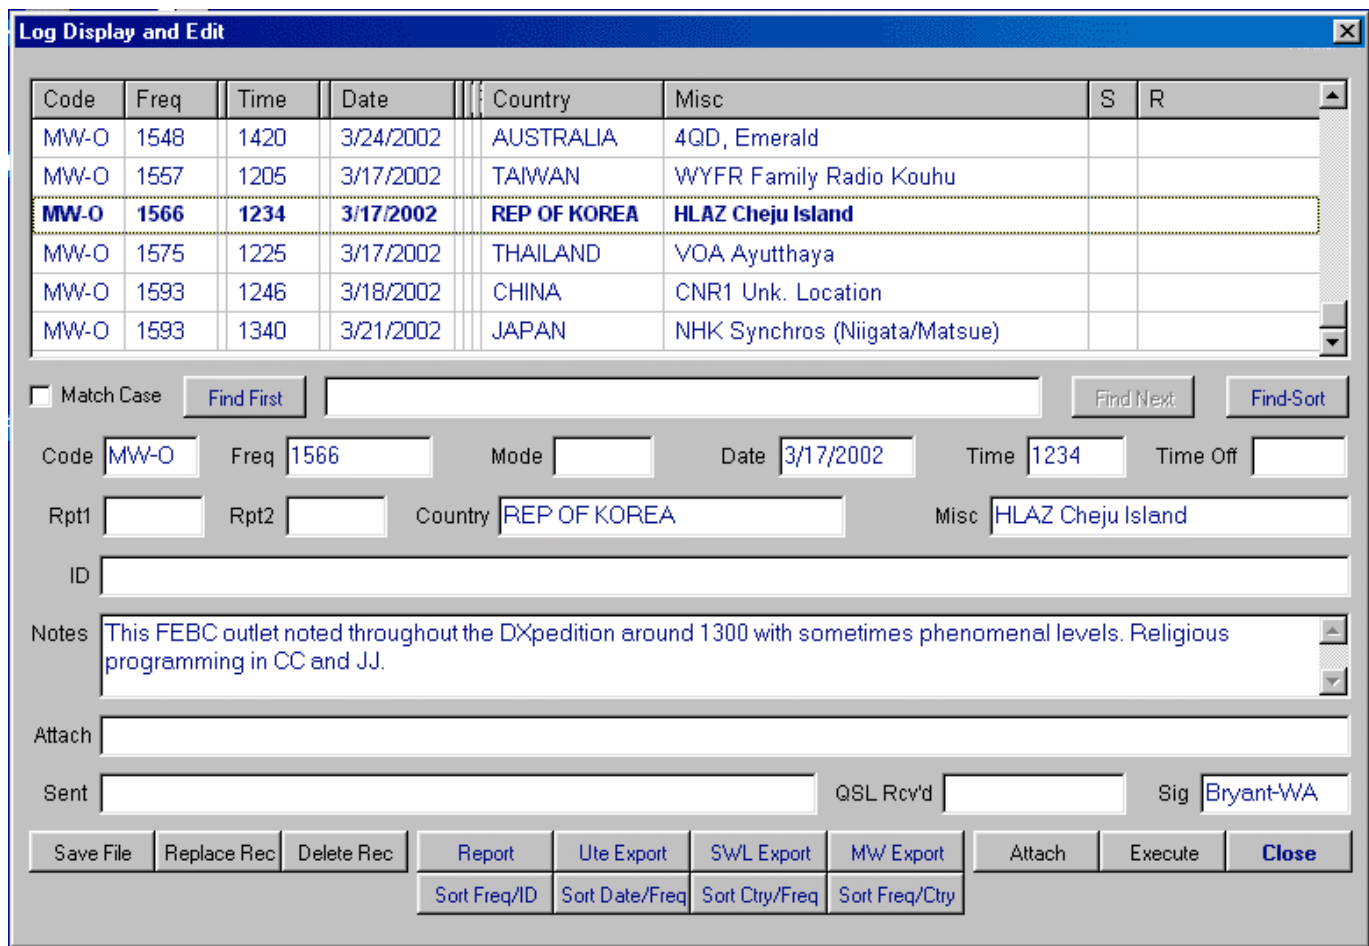 Log Display and Edit
Code Freq Time Date Country Misc S R
MW-O 1548 1420 3/24/2002 AUSTRALIA 4QD, Emerald
MW-O 1557 1205 3/17/2002 TAIWAN WYFR Family Radio Kouhu
MW-O 1566 1234 3/17/2002 REP OF KOREA HLAZ Cheju Island
MW-O 1575 1225 3/17/2002 THAILAND VOA Ayutthaya
MW-O 1593 1246 3/18/2002 CHINA CNR1 Unk. Location
MW-O 1593 1340 3/21/2002 JAPAN NHK Synchros (Niigata/Matsue)
Match Case Find First Find Next Find-Sort
Code MW-O Freq 1566 Mode Date 3/17/2002 Time 1234 Time Off
Rpt1 Rpt2 Country REP OF KOREA Misc HLAZ Cheju Island
ID
Notes This FEBC outlet noted throughout the DXpedition around 1300 with sometimes phenomenal levels. Religious
programming in CC and JJ.
Attach
Sent QSL Rcv'd Sig Bryant-WA
Save File Replace Rec Delete Rec Report Ute Export SWL Export MW Export Attach Execute Close
Sort Freq/ID Sort Date/Freq Sort Ctry/Freq Sort Freq/Ctry